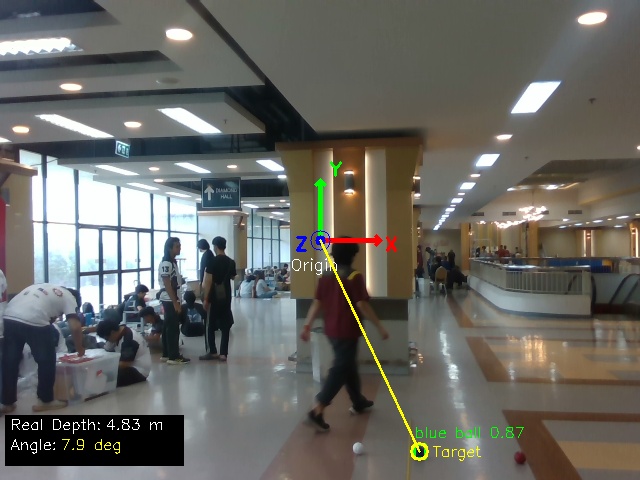 DIAMOND
HALL
Y
Z
X
Origin
blue ball 0.87
Target
Real Depth: 4.83 m
Angle: 7.9 deg